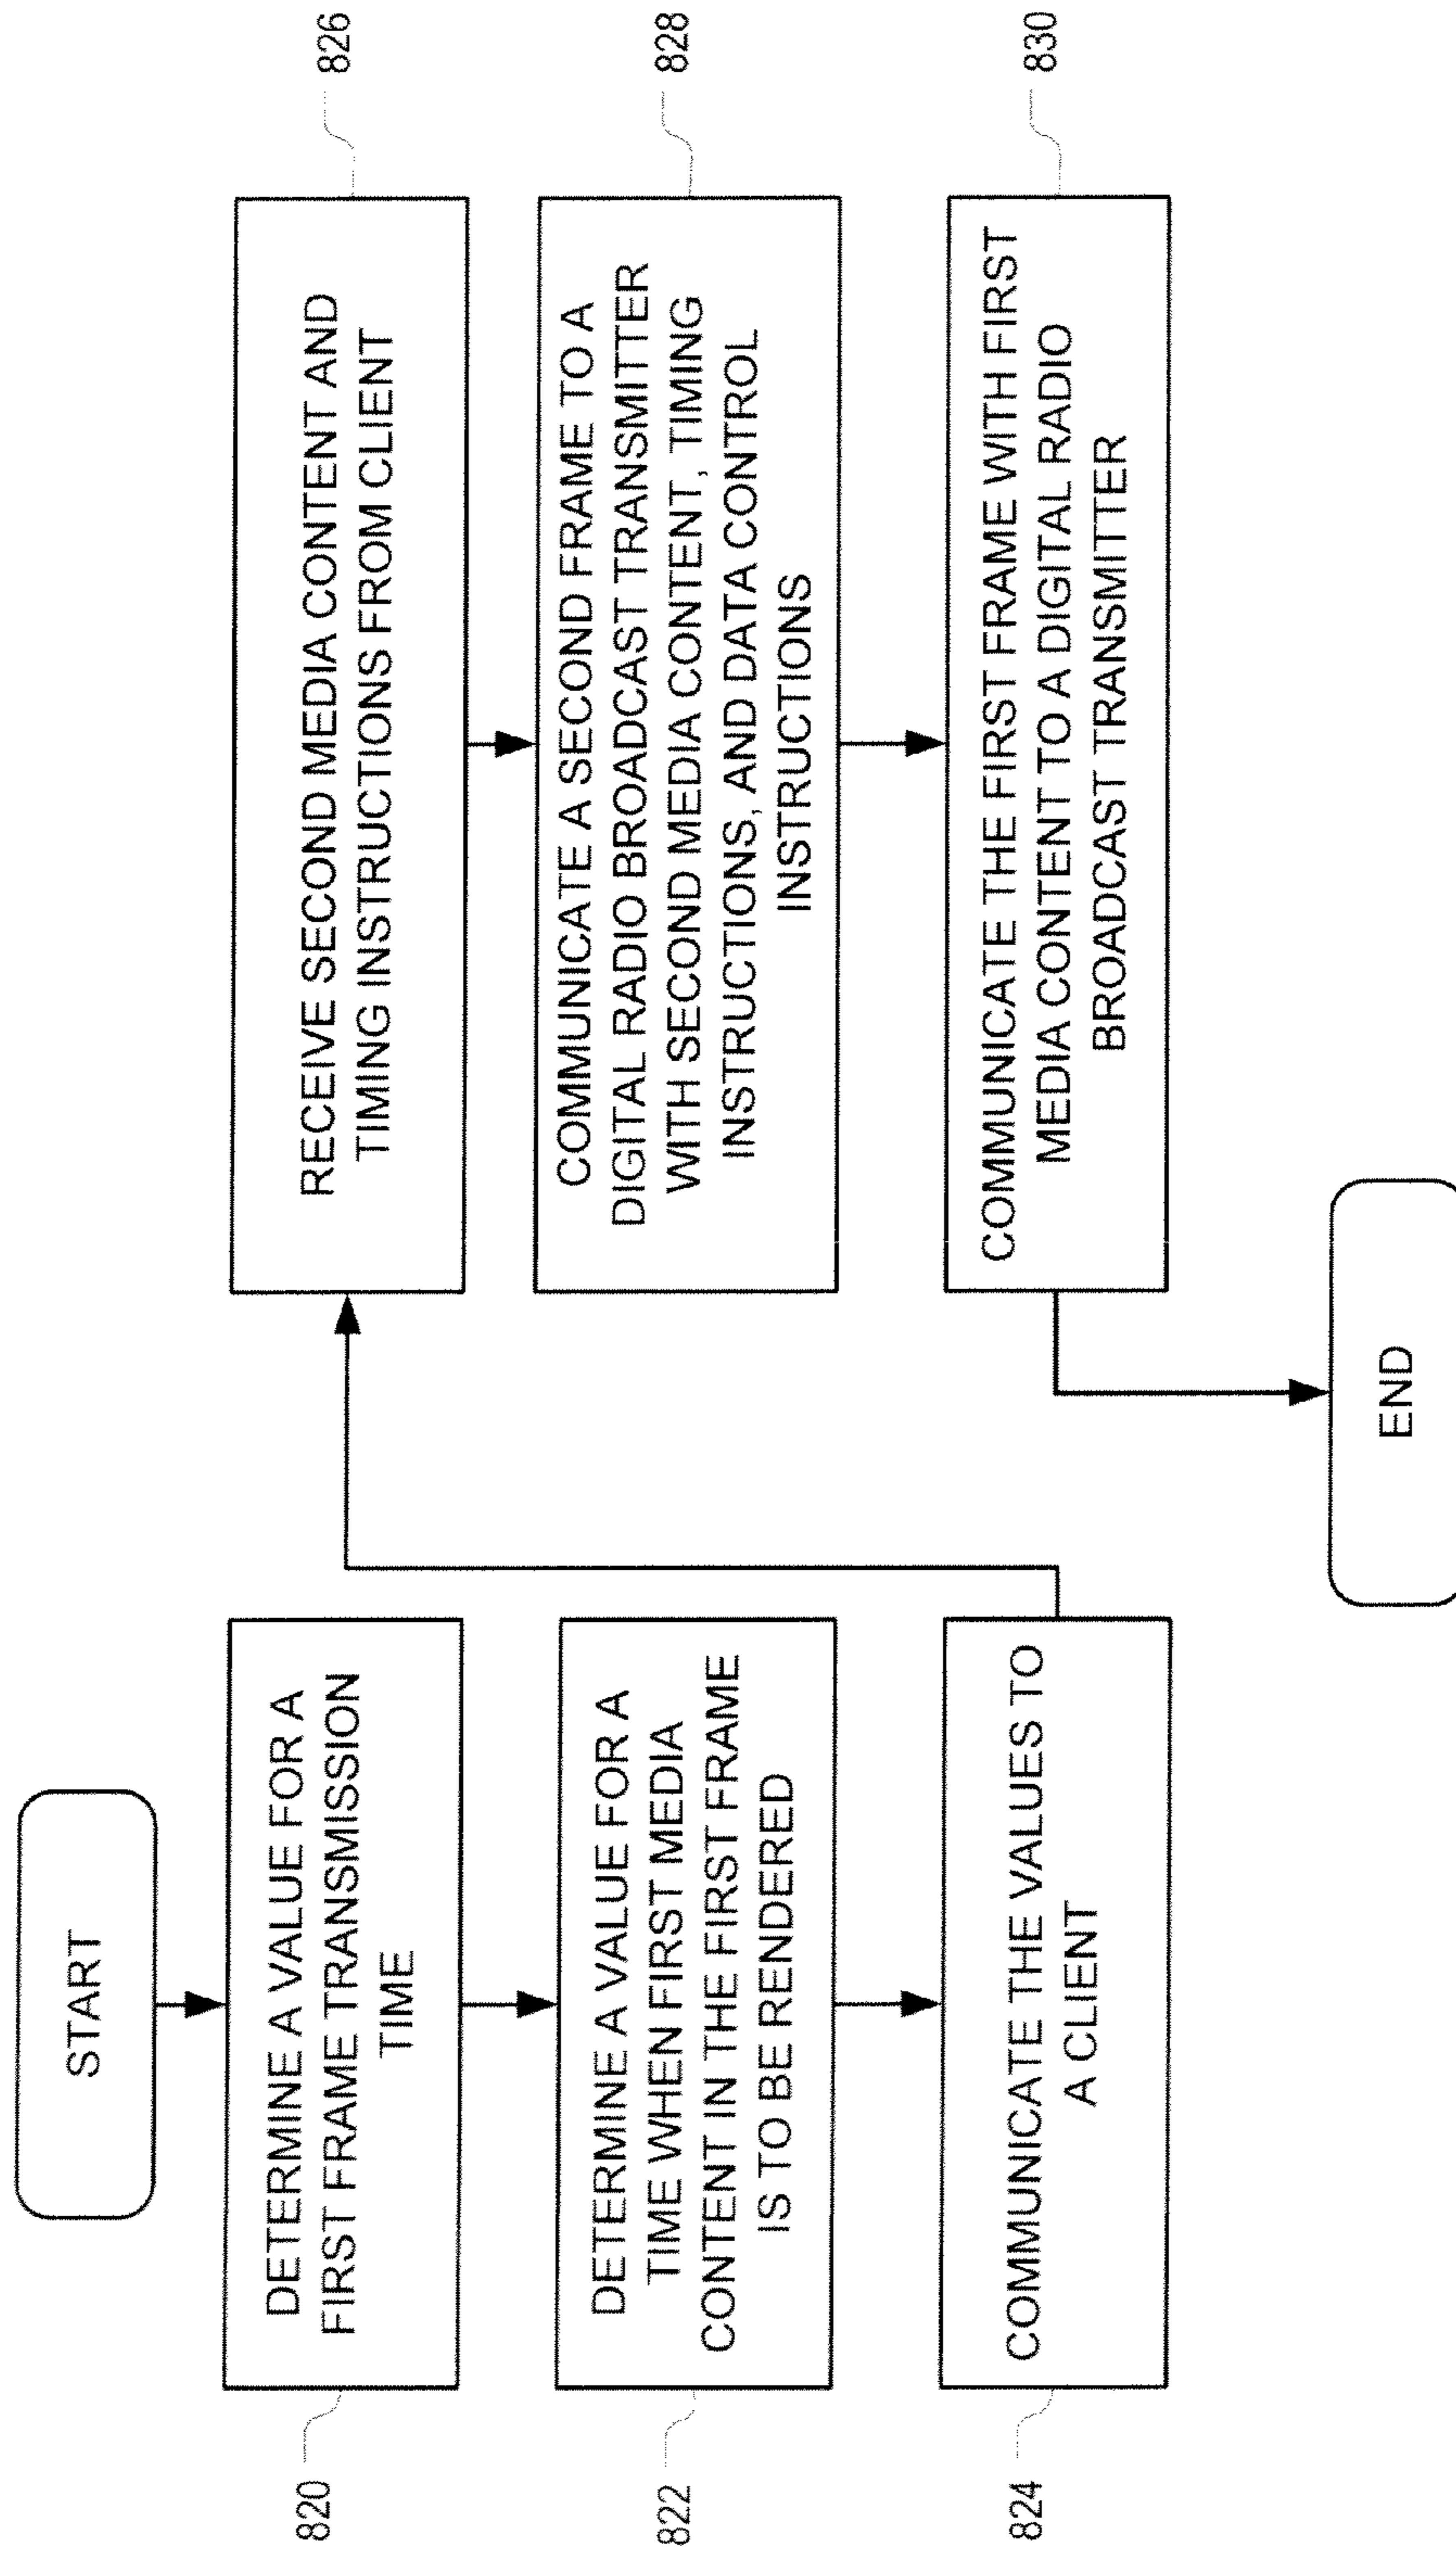 START
820
DETERMINE A VALUE FOR A
FIRST FRAME TRANSMISSION
TIME
822
DETERMINE A VALUE FOR A
TIME WHEN FIRST MEDIA
CONTENT IN THE FIRST FRAME
IS TO BE RENDERED
824
COMMUNICATE THE VALUES TO
A CLIENT
RECEIVE SECOND MEDIA CONTENT AND
TIMING INSTRUCTIONS FROM CLIENT
826
COMMUNICATE A SECOND FRAME TO A
DIGITAL RADIO BROADCAST TRANSMITTER
WITH SECOND MEDIA CONTENT, TIMING
INSTRUCTIONS, AND DATA CONTROL
INSTRUCTIONS
828
COMMUNICATE THE FIRST FRAME WITH FIRST
MEDIA CONTENT TO A DIGITAL RADIO
BROADCAST TRANSMITTER
830
END